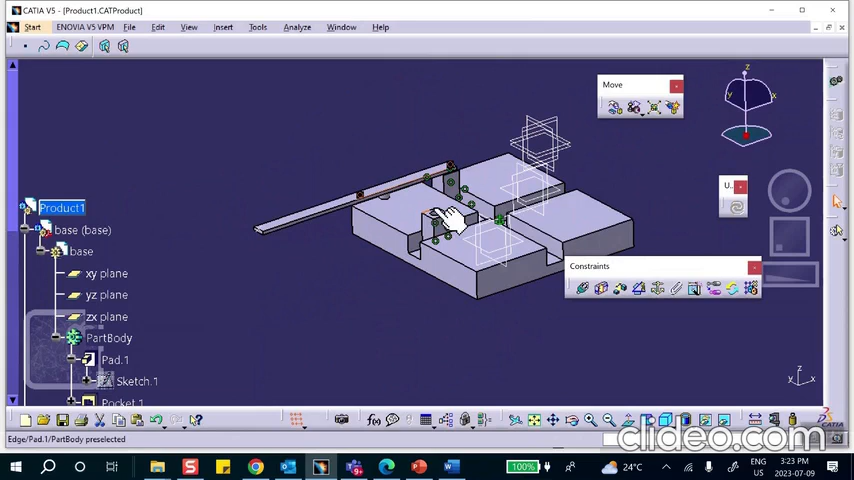 CATIA V5 - [Product1.CATProduct]
Start ENOVIA V5 VPM File Edit View Insert Tools Analyze Window Help
Move
z
y x
U...
Product1
base (base)
base
xy plane
yz plane
zx plane
PartBody
Pad.1
Sketch.1
Pocket.1
Constraints
z
y x
CATIA
Edge/Pad.1/PartBody preselected
clideo.com
100% 24°C ENG US 3:23 PM 2023-07-09